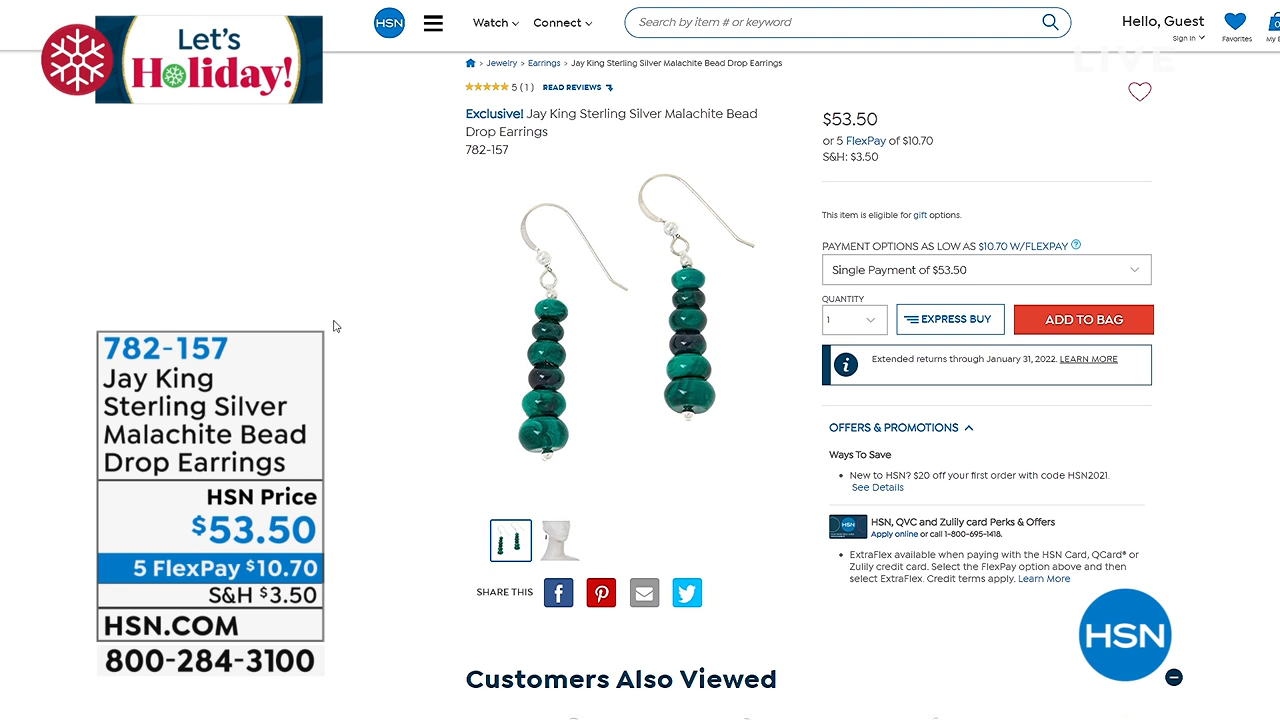 Let's
Holiday!
HSN
Watch
Connect
Search by item # or keyword
Hello, Guest
Sign In
Favorites
0
LIVE
Jewelry > Earrings > Jay King Sterling Silver Malachite Bead Drop Earrings
5 (1) READ REVIEWS
Exclusive! Jay King Sterling Silver Malachite Bead
Drop Earrings
782-157
$53.50
or 5 FlexPay of $10.70
S&H: $3.50
This item is eligible for gift options.
PAYMENT OPTIONS AS LOW AS $10.70 W/FLEXPAY ?
Single Payment of $53.50
QUANTITY
1
EXPRESS BUY
ADD TO BAG
i
Extended returns through January 31, 2022. LEARN MORE
OFFERS & PROMOTIONS
Ways To Save
• New to HSN? $20 off your first order with code HSN2021.
See Details
HSN
HSN, QVC and Zulily card Perks & Offers
Apply online or call 1-800-695-1418.
• ExtraFlex available when paying with the HSN Card, QCard® or
Zulily credit card. Select the FlexPay option above and then
select ExtraFlex. Credit terms apply. Learn More
SHARE THIS
Customers Also Viewed
782-157
Jay King
Sterling Silver
Malachite Bead
Drop Earrings
HSN Price
$53.50
5 FlexPay $10.70
S&H $3.50
HSN.COM
800-284-3100
HSN